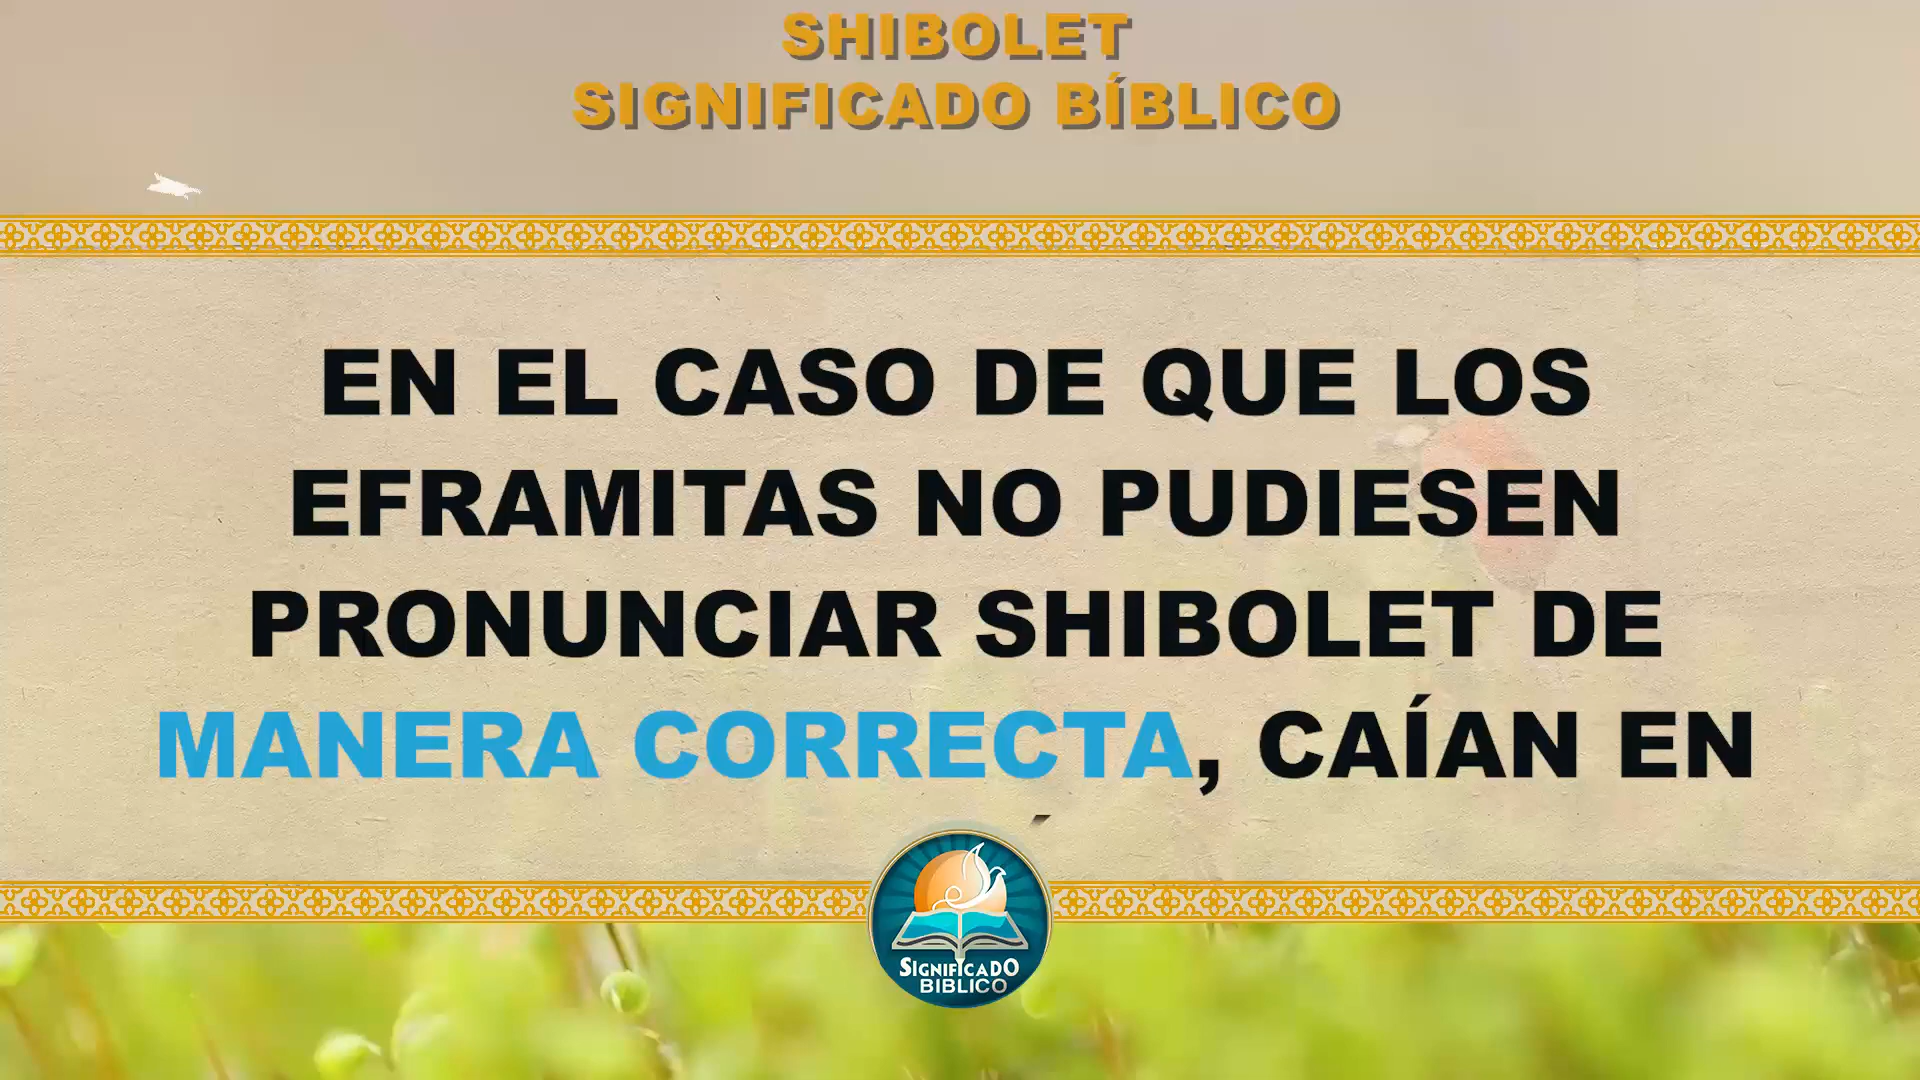 SHIBOLET
SIGNIFICADO BÍBLICO
EN EL CASO DE QUE LOS
EFRAMITAS NO PUDIESEN
PRONUNCIAR SHIBOLET DE
MANERA CORRECTA, CAÍAN EN
SIGNIFICADO
BIBLICO